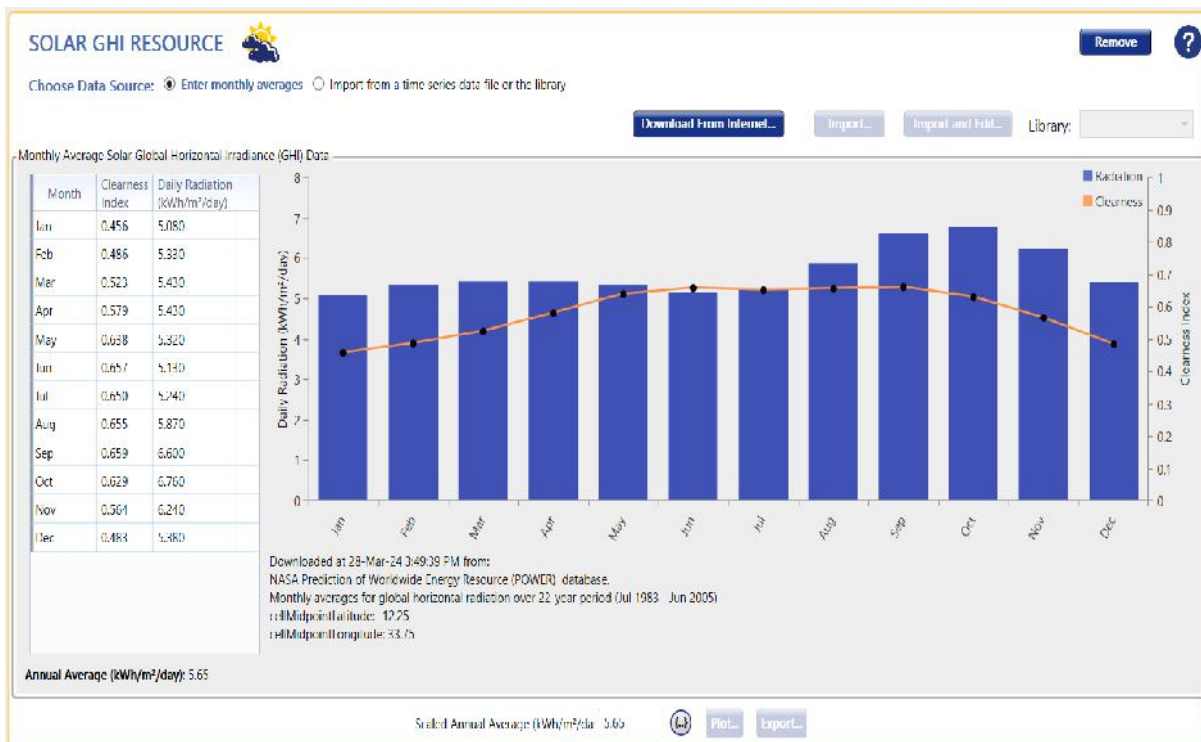 SOLAR GHI RESOURCE
Remove
?
Choose Data Source: Enter monthly averages Import from a time series data file or the library
Download From Internet... Import... Import and Edit... Library:
Monthly Average Solar Global Horizontal Irradiance (GHI) Data
Month Clearness Index Daily Radiation (kWh/m²/day)
Jan 0.456 5.080
Feb 0.486 5.330
Mar 0.523 5.430
Apr 0.579 5.430
May 0.638 5.320
Jun 0.657 5.130
Jul 0.650 5.240
Aug 0.655 5.870
Sep 0.659 6.600
Oct 0.629 6.760
Nov 0.564 6.240
Dec 0.483 5.380
Daily Radiation (kWh/m²/day)
8
7
6
5
4
3
2
1
0
Jan Feb Mar Apr May Jun Jul Aug Sep Oct Nov Dec
Radiation
Clearness
1
0.9
0.8
0.7
0.6
0.5
0.4
0.3
0.2
0.1
0
Clearness Index
Downloaded at 28-Mar-24 3:49:39 PM from:
NASA Prediction of Worldwide Energy Resource (POWER) database.
Monthly averages for global horizontal radiation over 22 year period (Jul 1983 Jun 2005)
cellMidpointLatitude: 12.25
cellMidpointLongitude: 33.75
Annual Average (kWh/m²/day): 5.65
Scaled Annual Average (kWh/m²/da 5.65 {..} Plot... Export...